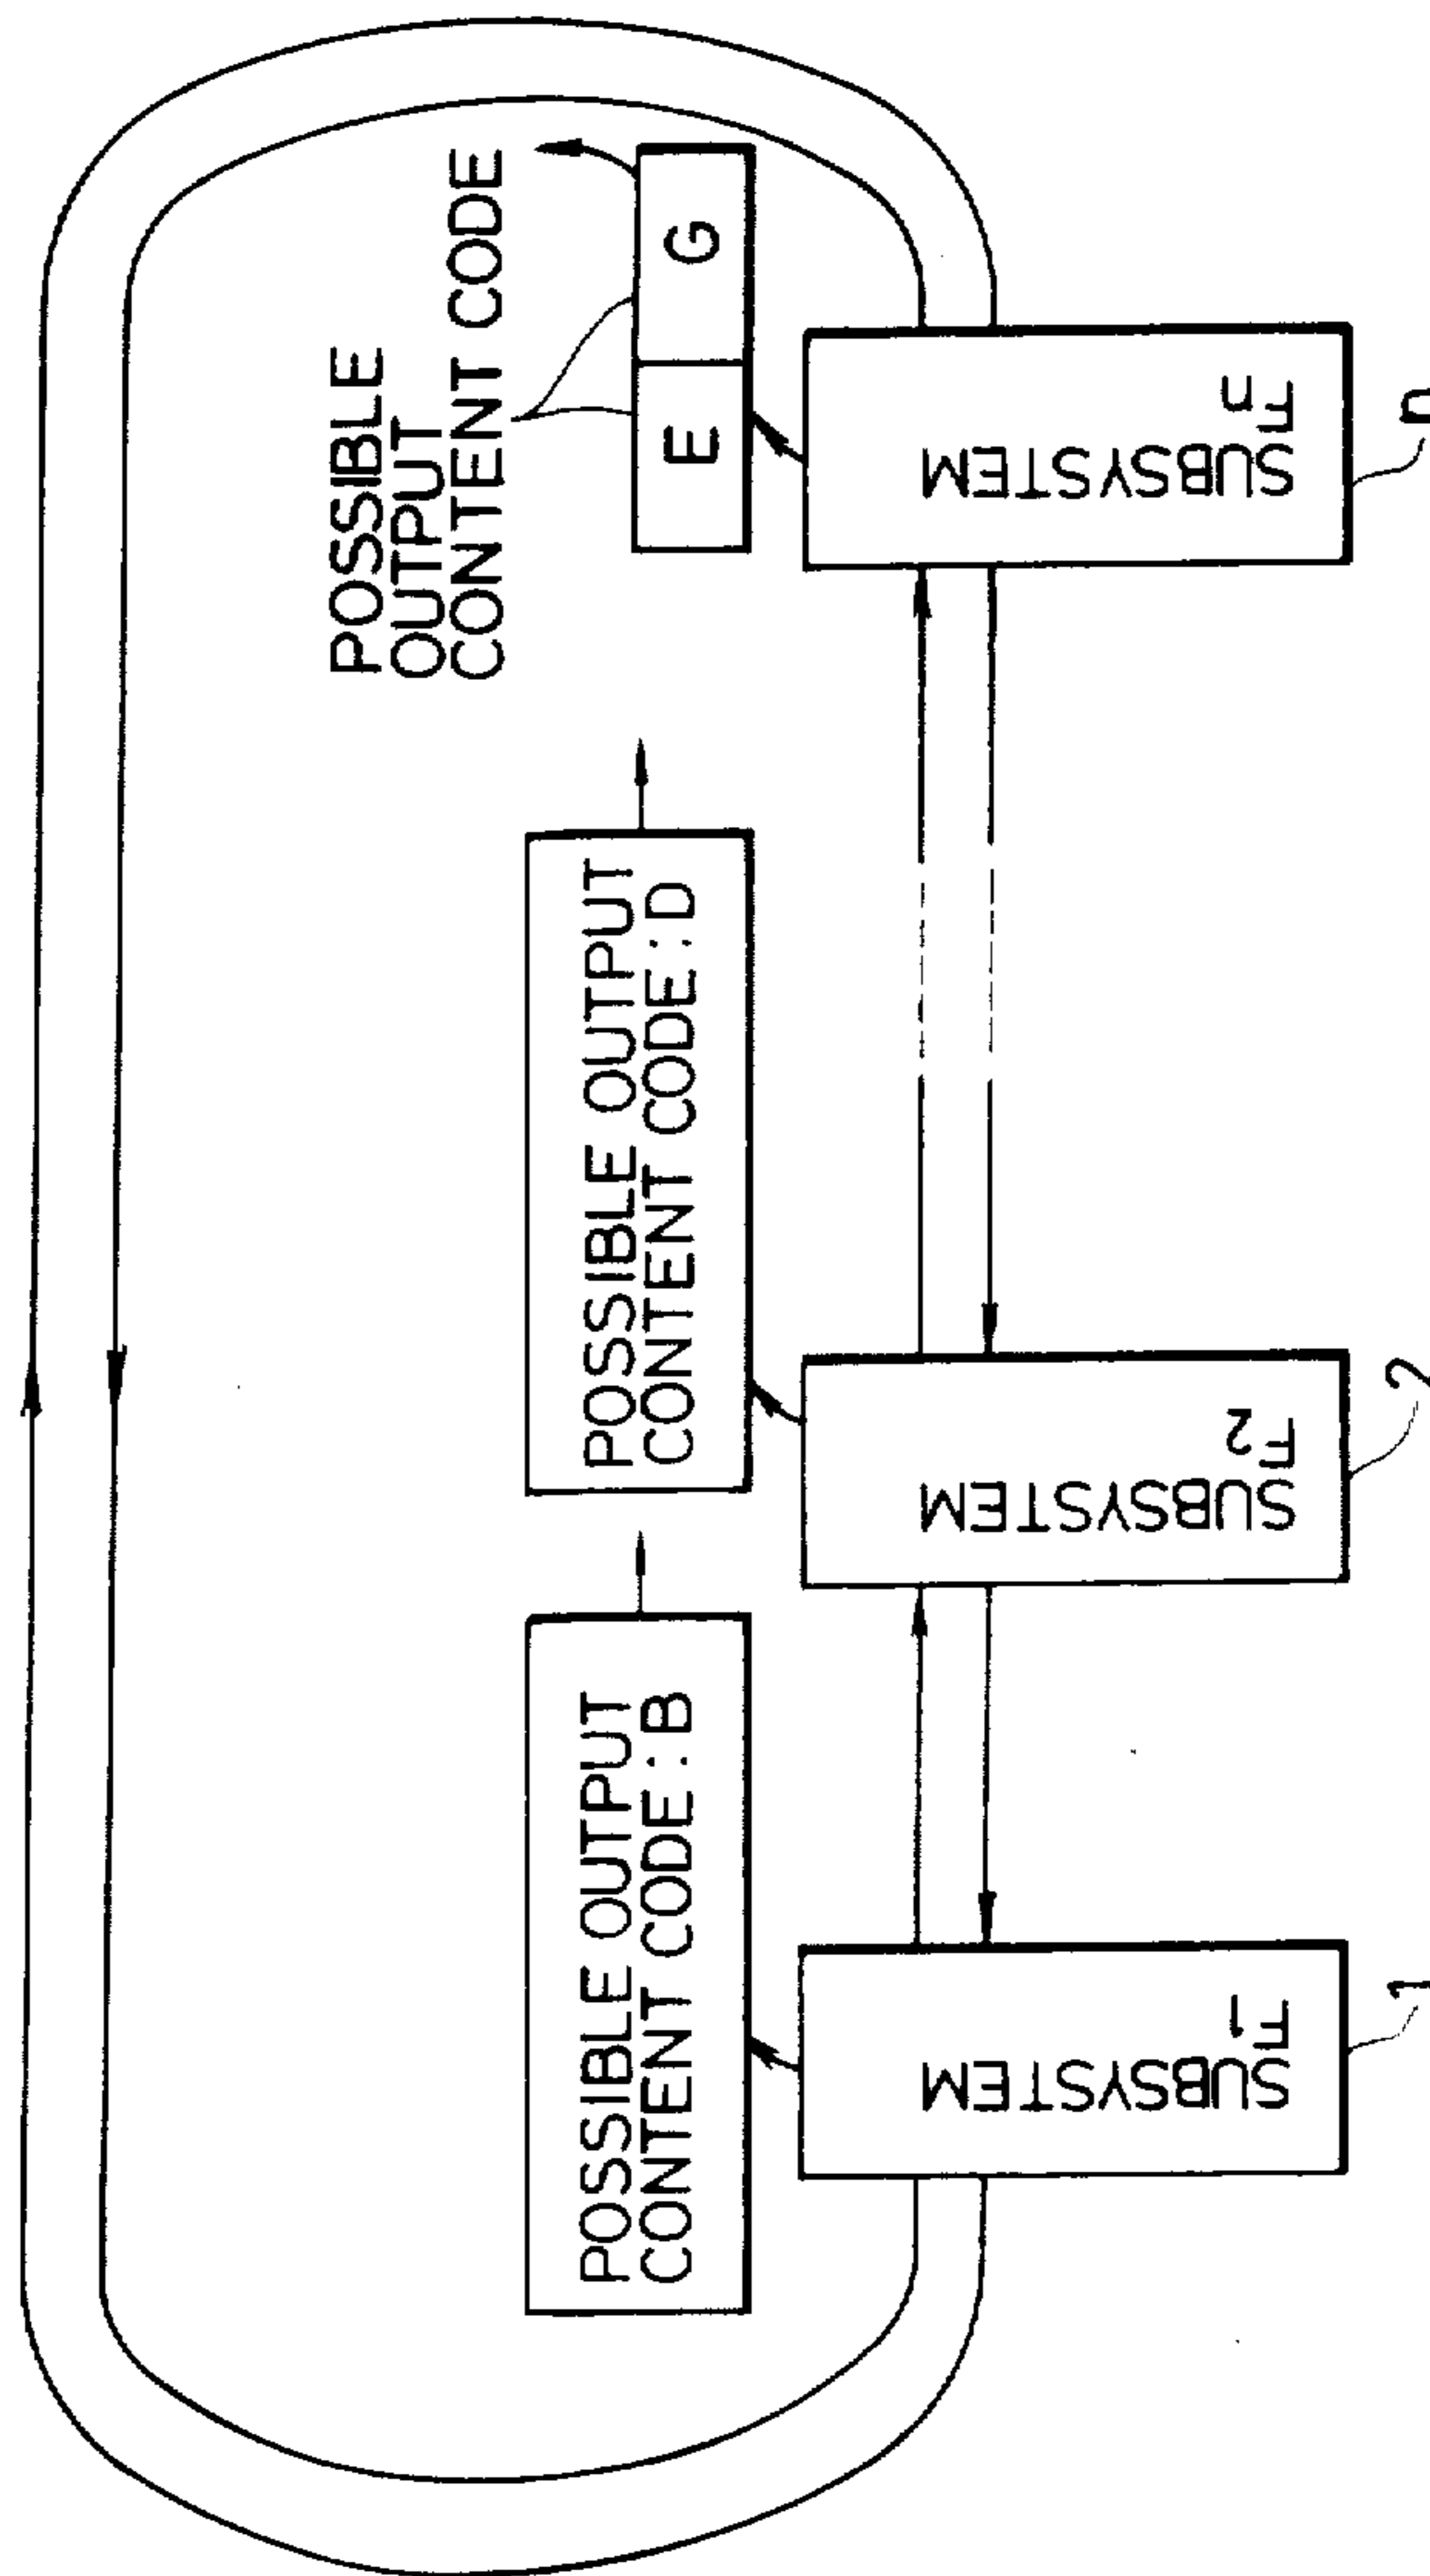 POSSIBLE OUTPUT
CONTENT CODE : B
POSSIBLE OUTPUT
CONTENT CODE : D
POSSIBLE
OUTPUT
CONTENT CODE
E G
SUBSYSTEM
F1
SUBSYSTEM
F2
SUBSYSTEM
Fn
1
2
n